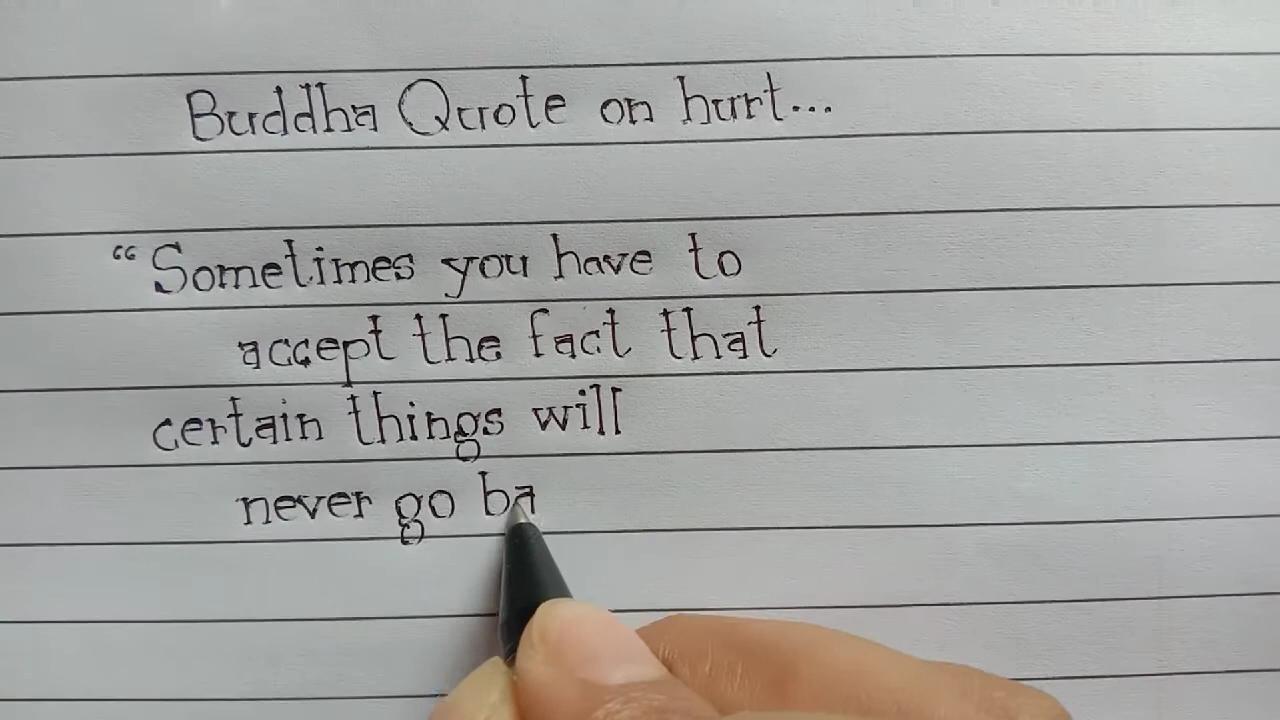 Buddha Quote on hurt...
“Sometimes you have to
accept the fact that
certain things will
never go ba